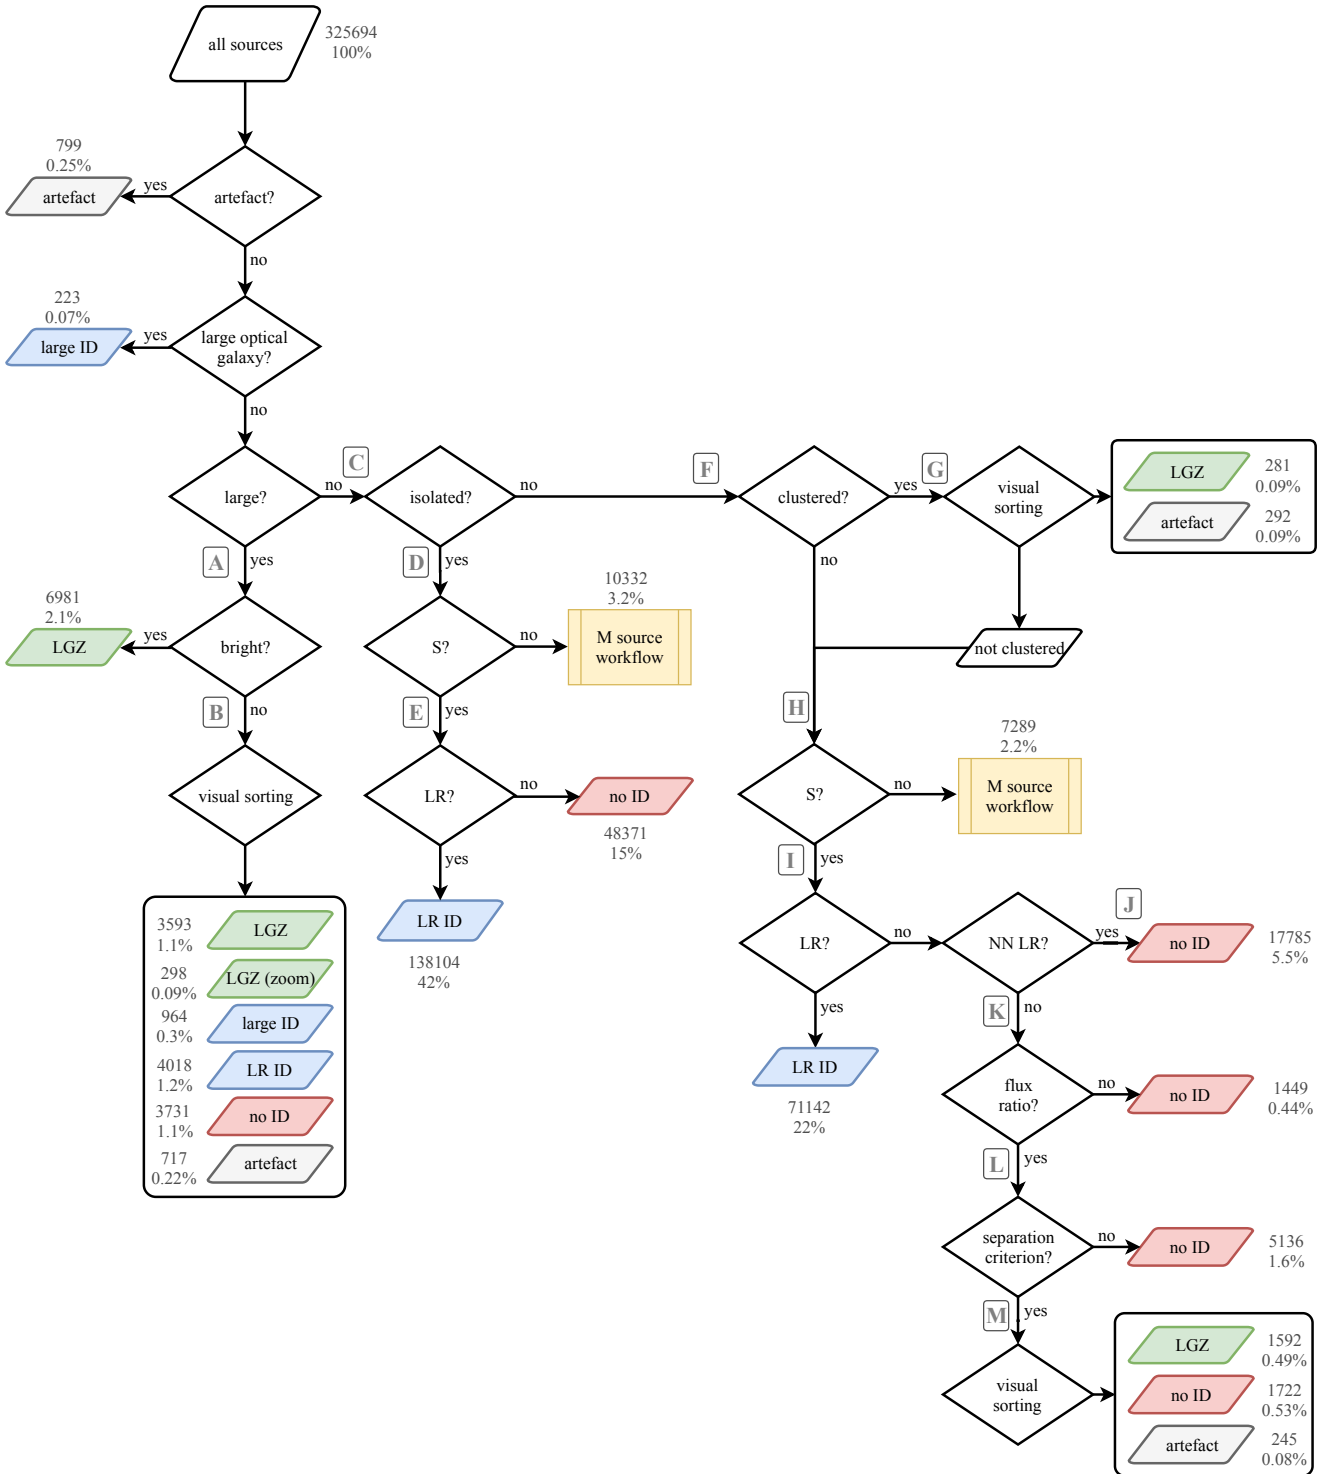 all sources
325694
100%
799
0.25%
artefact
yes
artefact?
no
223
0.07%
large ID
yes
large optical
galaxy?
no
large?
no
C
isolated?
no
F
clustered?
yes
G
visual
sorting
LGZ
281
0.09%
artefact
292
0.09%
A
yes
D
yes
no
6981
2.1%
LGZ
yes
bright?
S?
no
10332
3.2%
M source
workflow
not clustered
B
no
E
yes
H
visual sorting
LR?
no
no ID
48371
15%
S?
no
7289
2.2%
M source
workflow
yes
I
yes
LR ID
138104
42%
3593
1.1%
LGZ
298
0.09%
LGZ (zoom)
964
0.3%
large ID
4018
1.2%
LR ID
3731
1.1%
no ID
717
0.22%
artefact
LR?
no
NN LR?
yes
J
no ID
17785
5.5%
yes
K
no
LR ID
71142
22%
flux
ratio?
no
no ID
1449
0.44%
L
yes
separation
criterion?
no
no ID
5136
1.6%
M
yes
visual
sorting
LGZ
1592
0.49%
no ID
1722
0.53%
artefact
245
0.08%